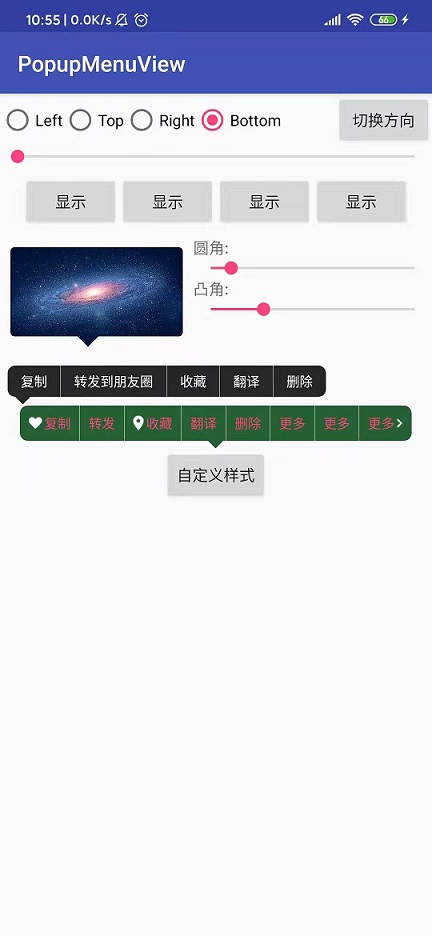 10:55 | 0.0K/s 66
PopupMenuView
Left Top Right Bottom 切换方向
显示 显示 显示 显示
圆角:
凸角:
复制 转发到朋友圈 收藏 翻译 删除
复制 转发 收藏 翻译 删除 更多 更多 更多
自定义样式